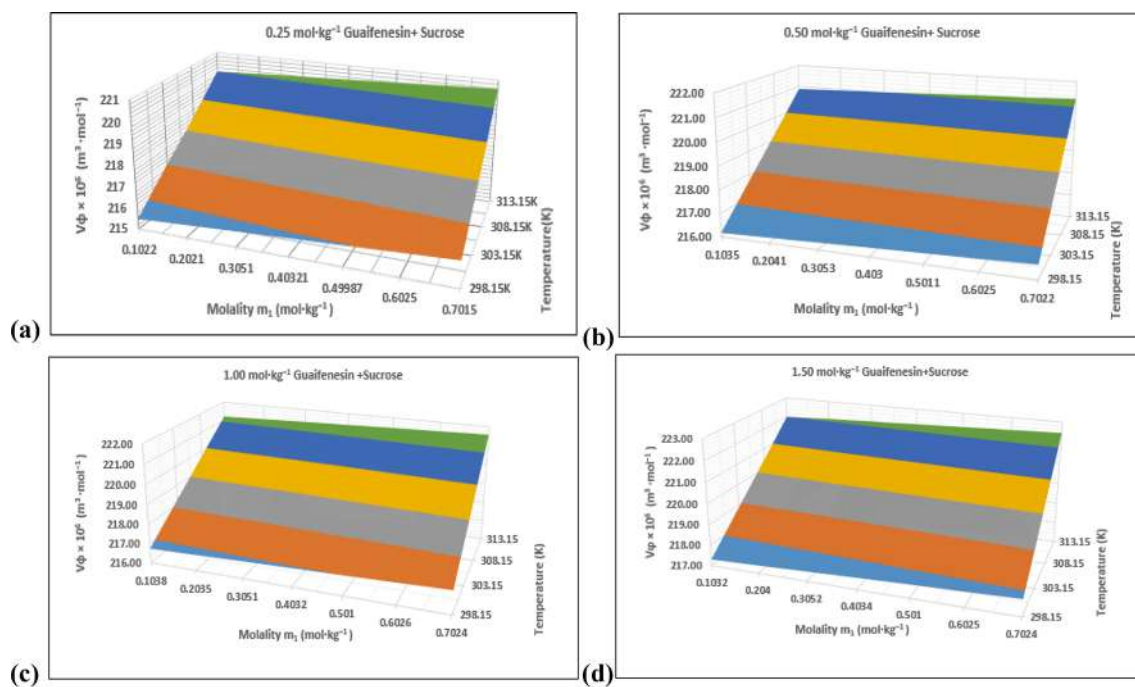 0.25 mol·kg⁻¹ Guaifenesin + Sucrose
Vϕ × 10⁶ (m³ ·mol⁻¹)
221
220
219
218
217
216
215
0.1022
0.2021
0.3051
0.40321
0.49987
0.6025
0.7015
Molality m₁ (mol·kg⁻¹)
313.15K
308.15K
303.15K
298.15K
Temperature(K)
(a)
0.50 mol·kg⁻¹ Guaifenesin+ Sucrose
Vϕ × 10⁶ (m³ ·mol⁻¹)
222.00
221.00
220.00
219.00
218.00
217.00
216.00
0.1035
0.2041
0.3053
0.403
0.5011
0.6025
0.7022
Molality m₁ (mol·kg⁻¹)
313.15
308.15
303.15
298.15
Temperature (K)
(b)
1.00 mol·kg⁻¹ Guaifenesin +Sucrose
Vϕ × 10⁶ (m³ ·mol⁻¹ )
222.00
221.00
220.00
219.00
218.00
217.00
216.00
0.1038
0.2035
0.3051
0.4032
0.501
0.6026
0.7024
Molality m₁ (mol·kg⁻¹)
313.15
308.15
303.15
298.15
Temperature (K)
(c)
1.50 mol·kg⁻¹ Guaifenesin+Sucrose
Vφ × 10⁶ (m³ ·mol⁻¹ )
223.00
222.00
221.00
220.00
219.00
218.00
217.00
0.1032
0.204
0.3052
0.4034
0.501
0.6025
0.7024
Molality m₁ (mol·kg⁻¹)
313.15
308.15
303.15
298.15
Temperature (K)
(d)